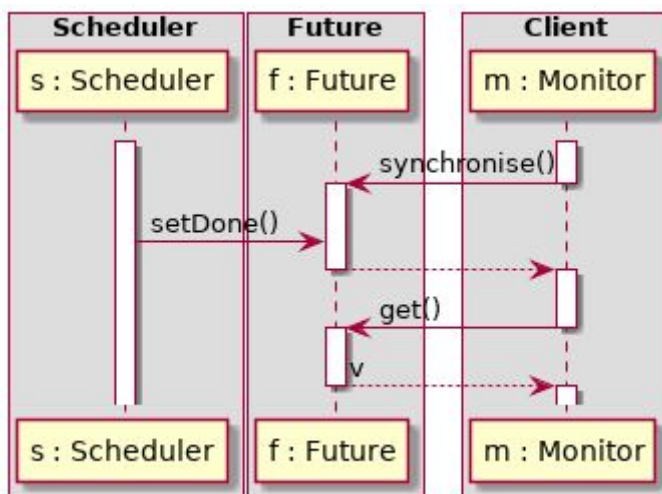 Scheduler Future Client
s : Scheduler f : Future m : Monitor
synchronise()
setDone()
get()
v
s : Scheduler f : Future m : Monitor